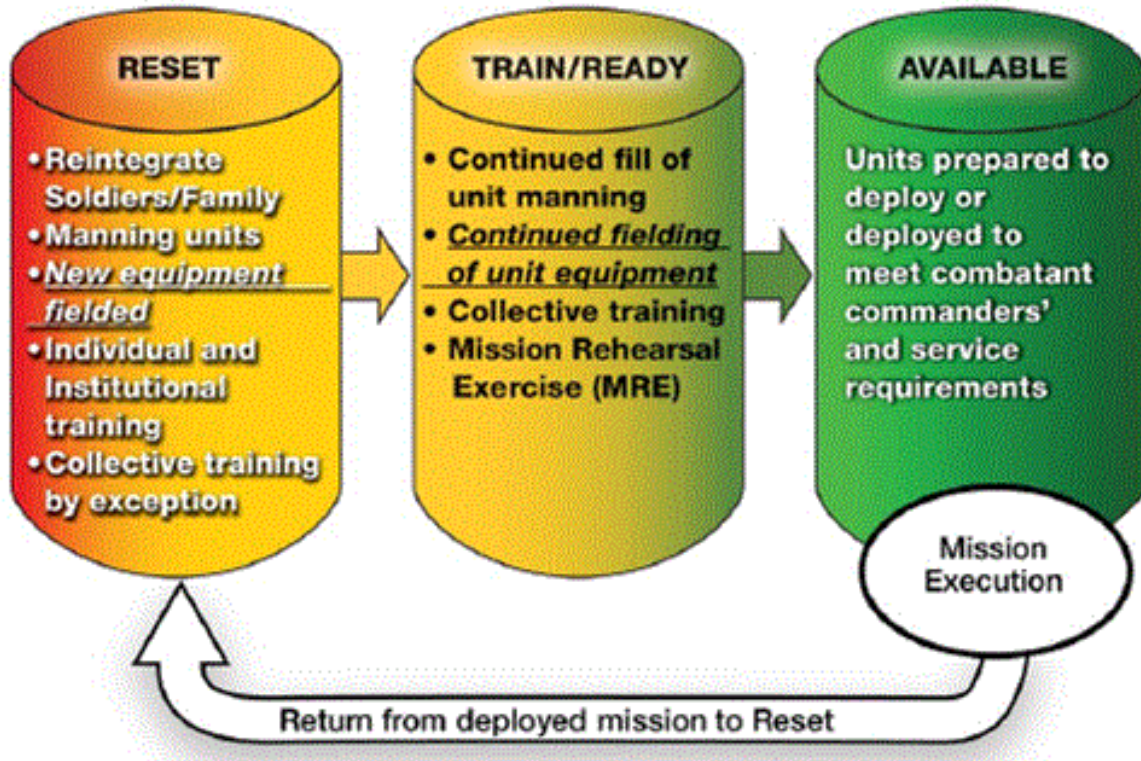 RESET
•Reintegrate
Soldiers/Family
•Manning units
•New equipment
fielded
•Individual and
Institutional
training
•Collective training
by exception
TRAIN/READY
• Continued fill of
unit manning
• Continued fielding
of unit equipment
• Collective training
• Mission Rehearsal
Exercise (MRE)
AVAILABLE
Units prepared to
deploy or
deployed to
meet combatant
commanders'
and service
requirements
Mission
Execution
Return from deployed mission to Reset